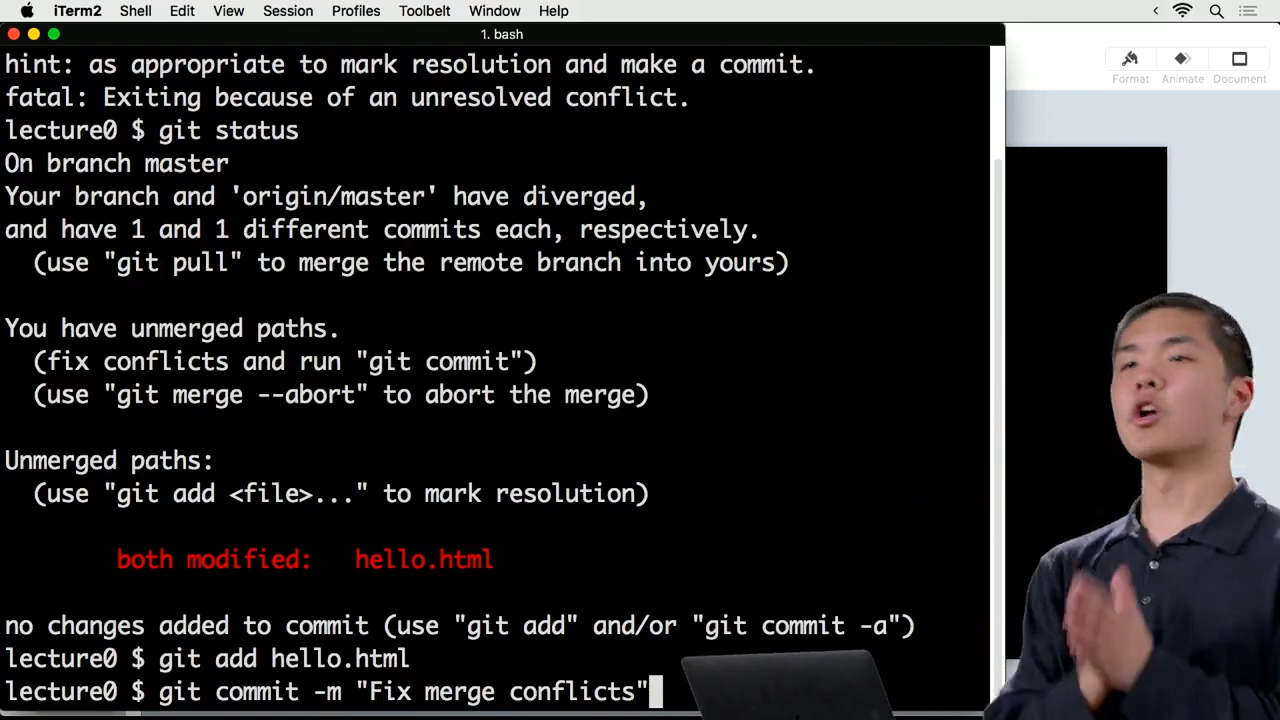 iTerm2 Shell Edit View Session Profiles Toolbelt Window Help
1. bash
Format Animate Document
hint: as appropriate to mark resolution and make a commit.
fatal: Exiting because of an unresolved conflict.
lecture0 $ git status
On branch master
Your branch and 'origin/master' have diverged,
and have 1 and 1 different commits each, respectively.
(use "git pull" to merge the remote branch into yours)
You have unmerged paths.
(fix conflicts and run "git commit")
(use "git merge --abort" to abort the merge)
Unmerged paths:
(use "git add <file>..." to mark resolution)
both modified: hello.html
no changes added to commit (use "git add" and/or "git commit -a")
lecture0 $ git add hello.html
lecture0 $ git commit -m "Fix merge conflicts"